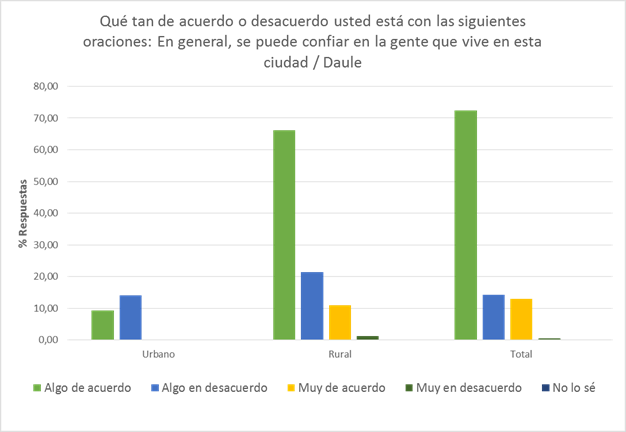 Qué tan de acuerdo o desacuerdo usted está con las siguientes
oraciones: En general, se puede confiar en la gente que vive en esta
ciudad / Daule
80,00
70,00
60,00
50,00
40,00
30,00
20,00
10,00
0,00
% Respuestas
Urbano Rural Total
Algo de acuerdo Algo en desacuerdo Muy de acuerdo Muy en desacuerdo No lo sé